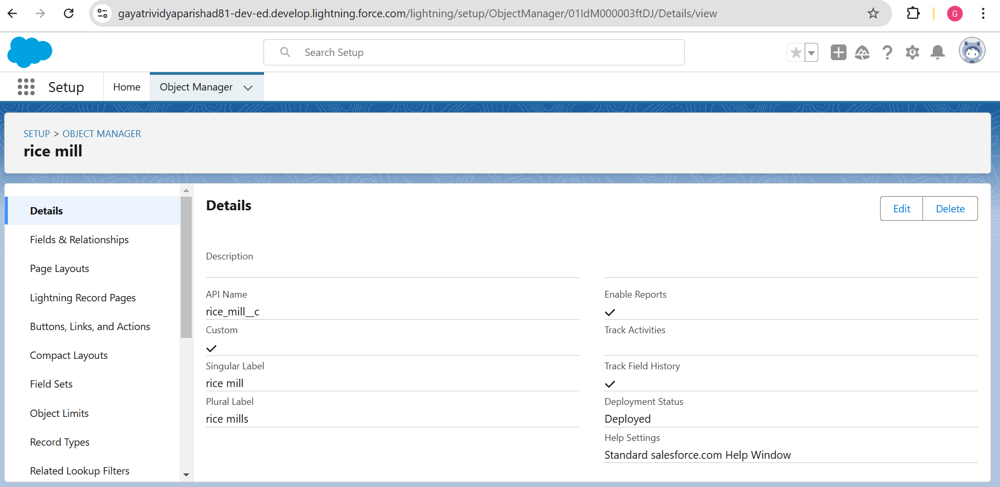 gayatrividyaparishad81-dev-ed.develop.lightning.force.com/lightning/setup/ObjectManager/01IdM000003ftDJ/Details/view
G
Search Setup
Setup
Home
Object Manager
SETUP > OBJECT MANAGER
rice mill
Details
Fields & Relationships
Page Layouts
Lightning Record Pages
Buttons, Links, and Actions
Compact Layouts
Field Sets
Object Limits
Record Types
Related Lookup Filters
Details
Edit
Delete
Description
API Name
rice_mill__c
Custom
Singular Label
rice mill
Plural Label
rice mills
Enable Reports
Track Activities
Track Field History
Deployment Status
Deployed
Help Settings
Standard salesforce.com Help Window